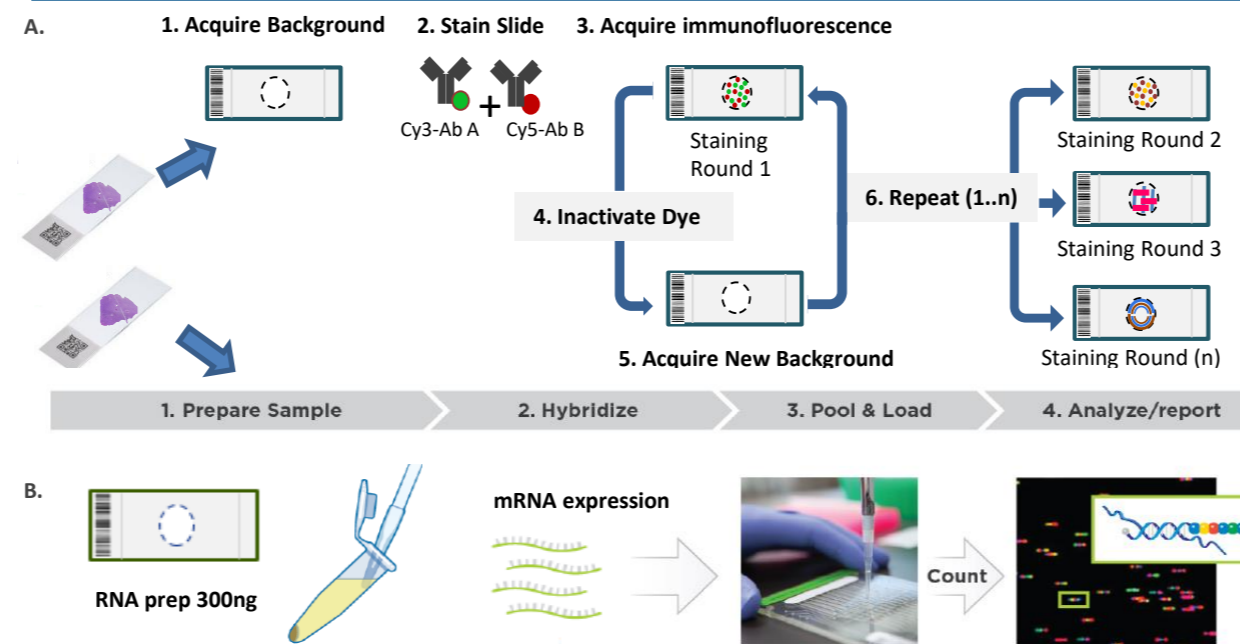 A.
1. Acquire Background
2. Stain Slide
3. Acquire immunofluorescence
+
Cy3-Ab A
Cy5-Ab B
Staining
Round 1
4. Inactivate Dye
5. Acquire New Background
6. Repeat (1..n)
Staining Round 2
Staining Round 3
Staining Round (n)
1. Prepare Sample
2. Hybridize
3. Pool & Load
4. Analyze/report
B.
RNA prep 300ng
mRNA expression
Count